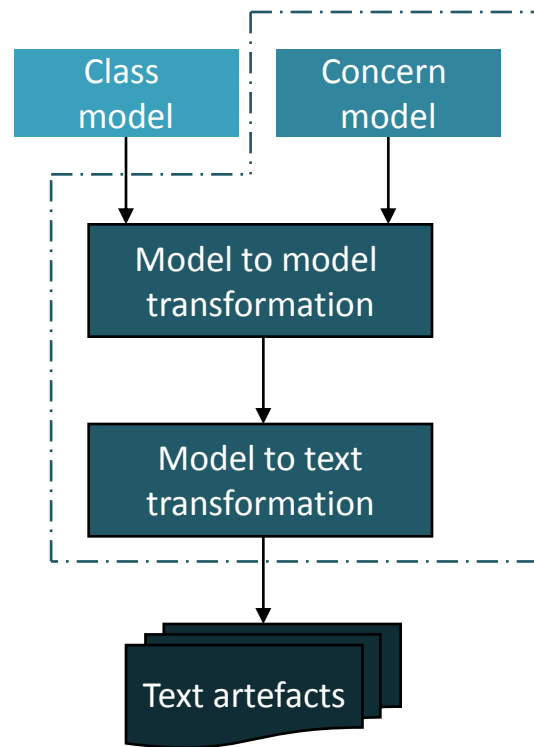 Class
model
Concern
model
Model to model
transformation
Model to text
transformation
Text artefacts